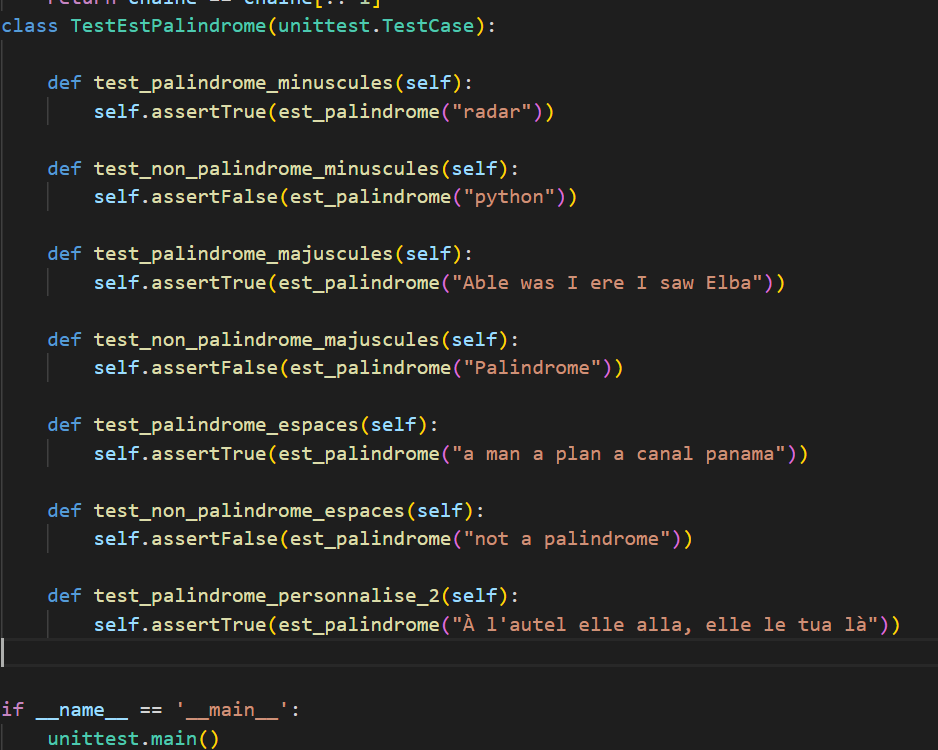 return chaine == chaine[::-1]
class TestEstPalindrome(unittest.TestCase):
def test_palindrome_minuscules(self):
self.assertTrue(est_palindrome("radar"))
def test_non_palindrome_minuscules(self):
self.assertFalse(est_palindrome("python"))
def test_palindrome_majuscules(self):
self.assertTrue(est_palindrome("Able was I ere I saw Elba"))
def test_non_palindrome_majuscules(self):
self.assertFalse(est_palindrome("Palindrome"))
def test_palindrome_espaces(self):
self.assertTrue(est_palindrome("a man a plan a canal panama"))
def test_non_palindrome_espaces(self):
self.assertFalse(est_palindrome("not a palindrome"))
def test_palindrome_personnalise_2(self):
self.assertTrue(est_palindrome("À l'autel elle alla, elle le tua là"))
if __name__ == '__main__':
unittest.main()